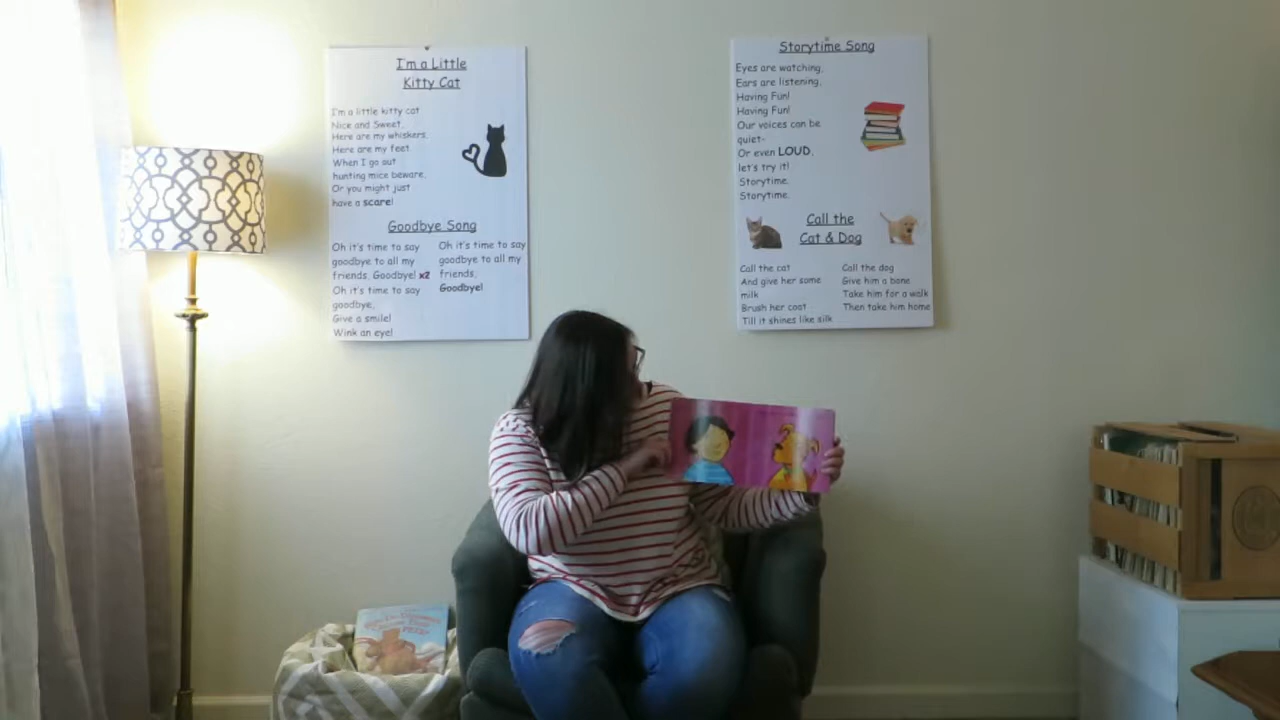 I'm a Little
Kitty Cat
I'm a little kitty cat
Nice and Sweet.
Here are my whiskers,
Here are my feet.
When I go out
hunting mice beware.
Or you might just
have a scare!
Goodbye Song
Oh it's time to say
goodbye to all my
friends, Goodbye! x2
Oh it's time to say
goodbye,
Give a smile!
Wink an eye!
Oh it's time to say
goodbye to all my
friends,
Goodbye!
Storytime Song
Eyes are watching,
Ears are listening,
Having Fun!
Having Fun!
Our voices can be
quiet-
Or even LOUD,
let's try it!
Storytime,
Storytime.
Call the
Cat & Dog
Call the cat
And give her some
milk
Brush her coat
Till it shines like silk
Call the dog
Give him a bone
Take him for a walk
Then take him home